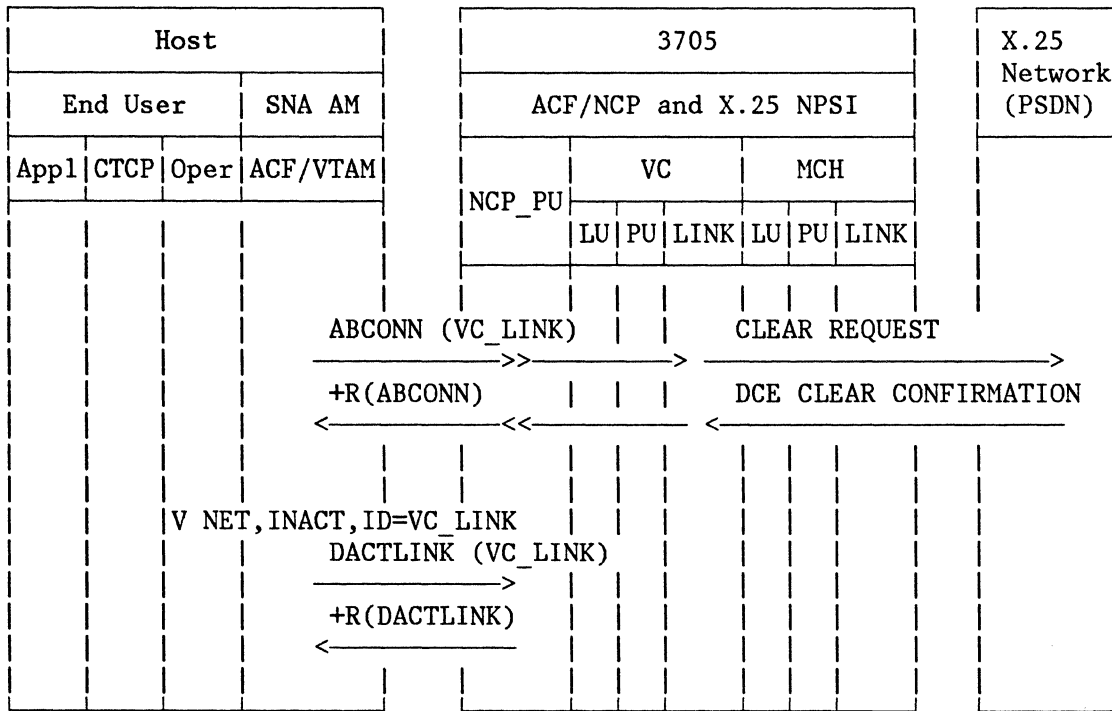 Host 3705 X.25
Network
End User SNA AM ACF/NCP and X.25 NPSI (PSDN)
Appl CTCP Oper ACF/VTAM VC MCH
NCP_PU
LU PU LINK LU PU LINK
ABCONN (VC_LINK) CLEAR REQUEST
+R(ABCONN) DCE CLEAR CONFIRMATION
V NET,INACT,ID=VC_LINK
DACTLINK (VC_LINK)
+R(DACTLINK)